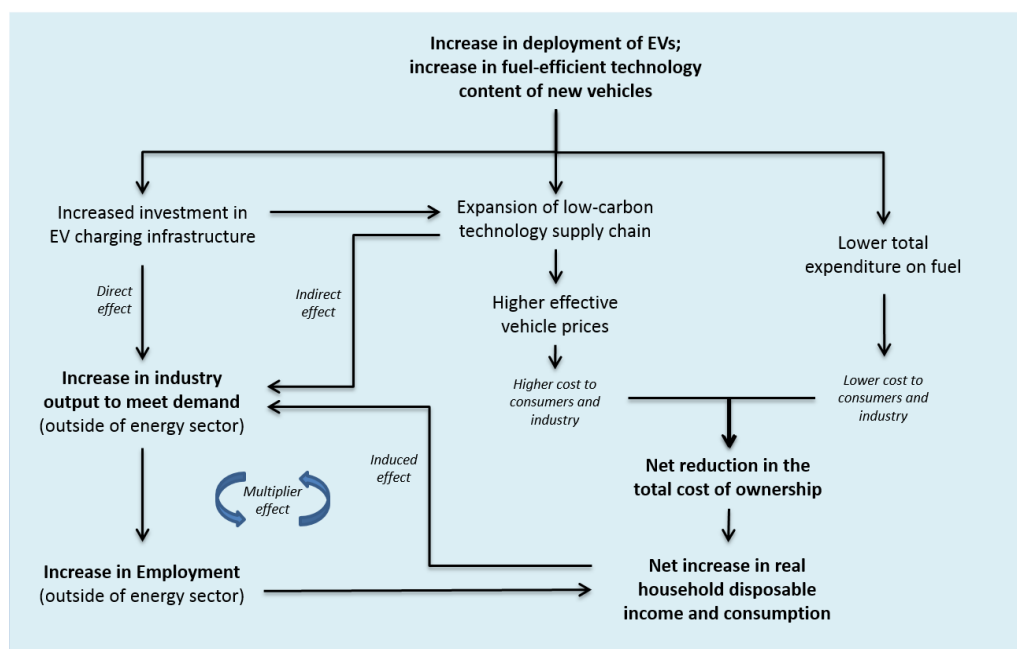 Increase in deployment of EVs;
increase in fuel-efficient technology
content of new vehicles
Increased investment in
EV charging infrastructure
Expansion of low-carbon
technology supply chain
Lower total
expenditure on fuel
Direct
effect
Indirect
effect
Higher effective
vehicle prices
Increase in industry
output to meet demand
(outside of energy sector)
Higher cost to
consumers and
industry
Lower cost to
consumers and
industry
Induced
effect
Multiplier
effect
Net reduction in the
total cost of ownership
Increase in Employment
(outside of energy sector)
Net increase in real
household disposable
income and consumption